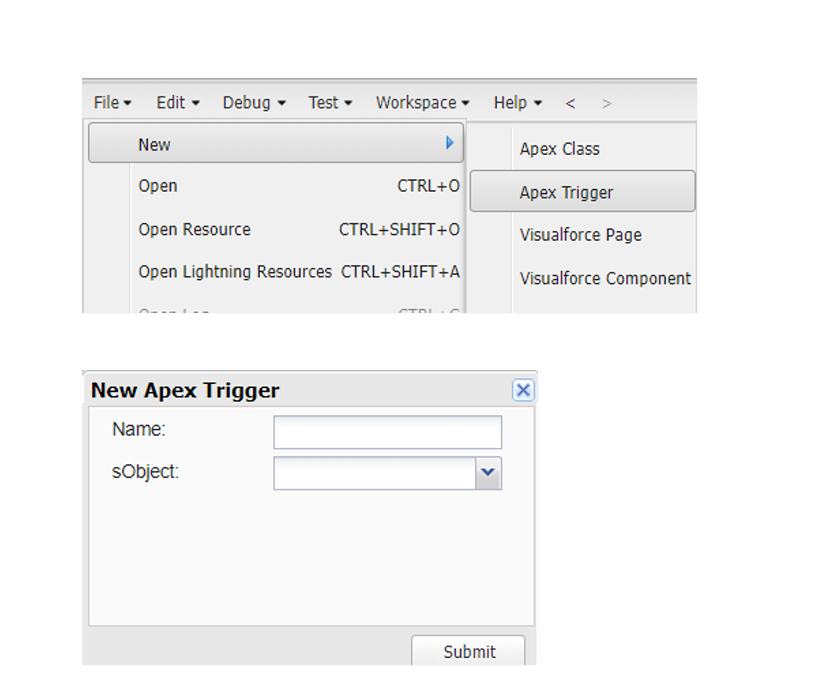 File Edit Debug Test Workspace Help < >
New Apex Class
Open CTRL+O Apex Trigger
Open Resource CTRL+SHIFT+O Visualforce Page
Open Lightning Resources CTRL+SHIFT+A Visualforce Component
New Apex Trigger
Name:
sObject:
Submit